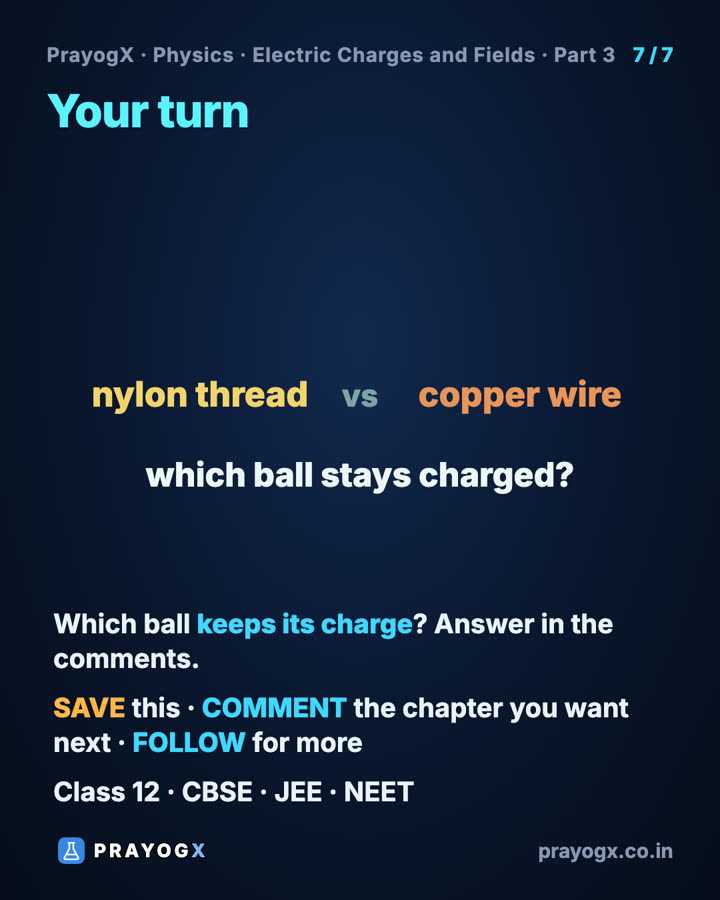 PrayogX · Physics · Electric Charges and Fields · Part 3 7 / 7
Your turn
nylon thread vs copper wire
which ball stays charged?
Which ball keeps its charge? Answer in the
comments.
SAVE this · COMMENT the chapter you want
next · FOLLOW for more
Class 12 · CBSE · JEE · NEET
PRAYOGX prayogx.co.in